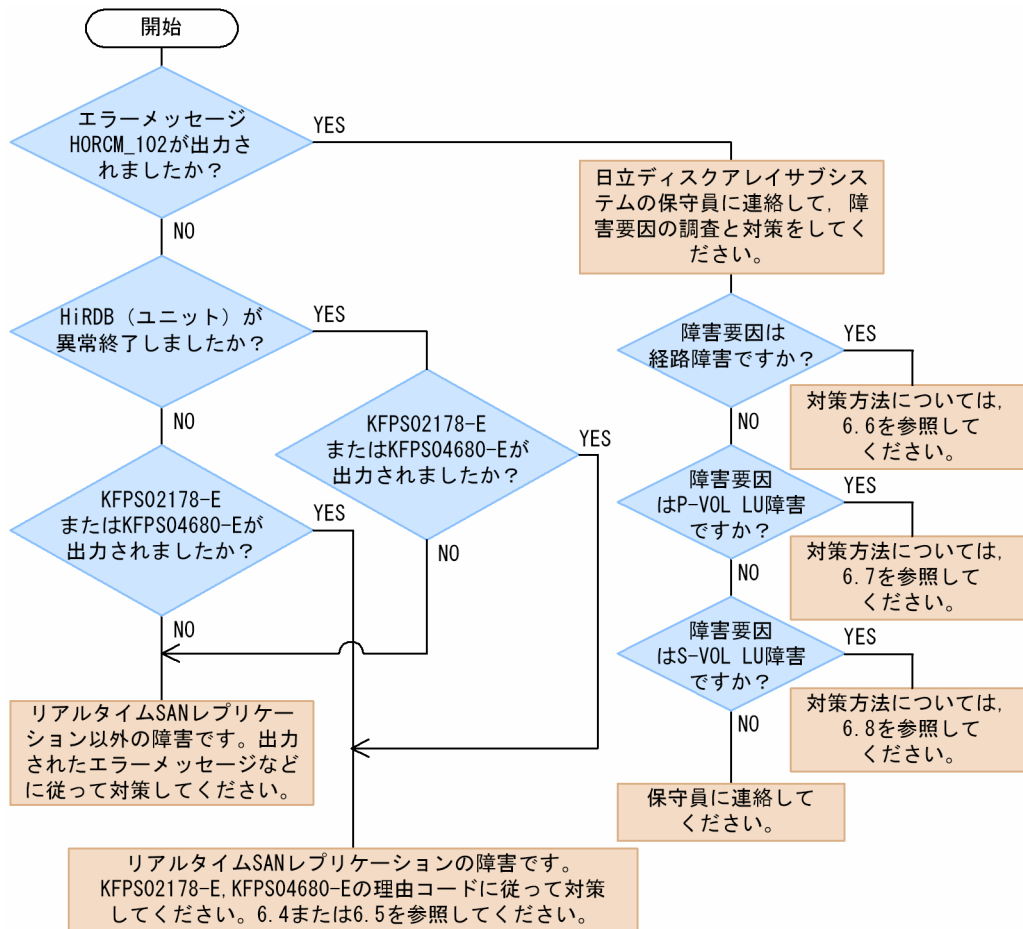 開始
エラーメッセージ
HORCM_102が出力さ
れましたか？
YES
NO
日立ディスクアレイサブシス
テムの保守員に連絡して，障
害要因の調査と対策をしてく
ださい。
HiRDB（ユニット）が
異常終了しましたか？
YES
NO
障害要因は
経路障害ですか？
YES
NO
対策方法については，
6.6を参照して
ください。
KFPS02178-E
またはKFPS04680-Eが
出力されましたか？
YES
NO
KFPS02178-E
またはKFPS04680-Eが
出力されましたか？
YES
NO
障害要因
はP-VOL LU障害
ですか？
YES
NO
対策方法については，
6.7を参照して
ください。
障害要因
はS-VOL LU障害
ですか？
YES
NO
対策方法については，
6.8を参照して
ください。
リアルタイムSANレプリケー
ション以外の障害です。出力
されたエラーメッセージなど
に従って対策してください。
保守員に連絡して
ください。
リアルタイムSANレプリケーションの障害です。
KFPS02178-E，KFPS04680-Eの理由コードに従って対策
してください。6.4または6.5を参照してください。